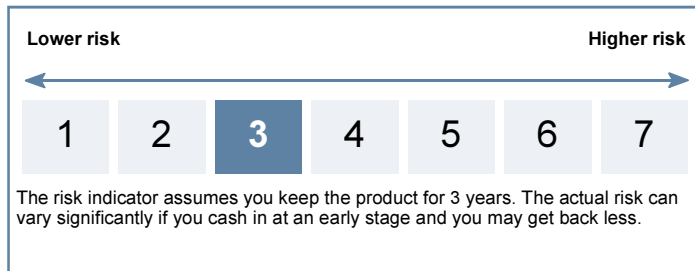 Lower risk Higher risk
1 2 3 4 5 6 7
The risk indicator assumes you keep the product for 3 years. The actual risk can
vary significantly if you cash in at an early stage and you may get back less.